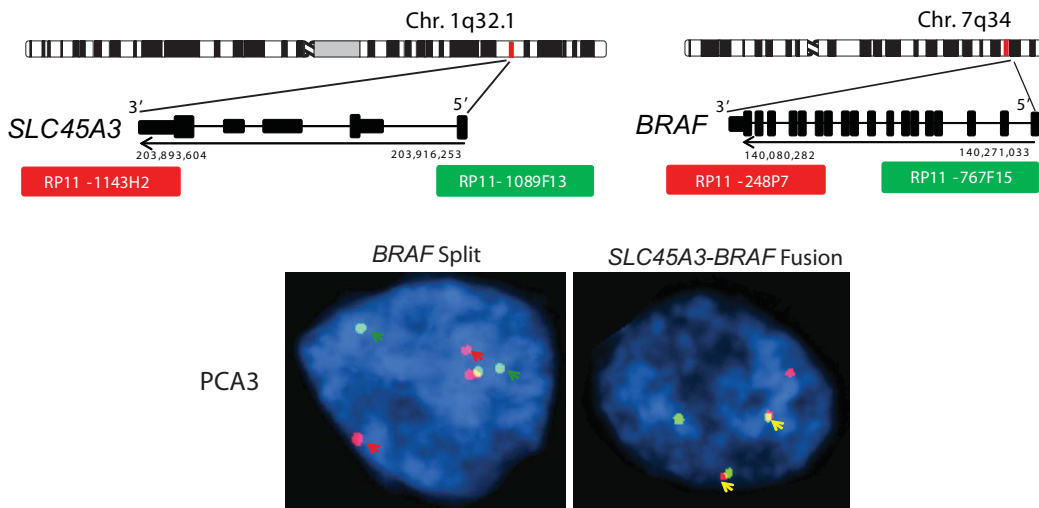 Chr. 1q32.1
Chr. 7q34
3′ 5′
3′ 5′
SLC45A3
BRAF
203,893,604 203,916,253
140,080,282 140,271,033
RP11 -1143H2
RP11- 1089F13
RP11 -248P7
RP11 -767F15
BRAF Split
SLC45A3-BRAF Fusion
PCA3